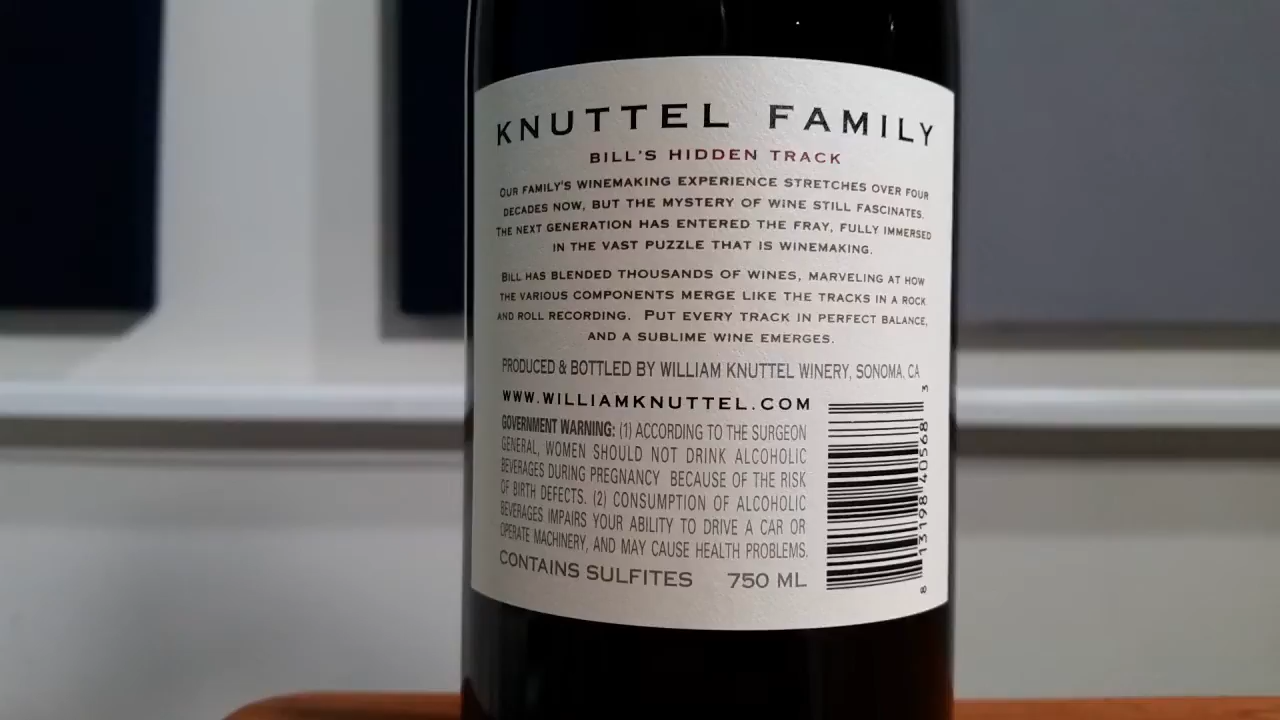 KNUTTEL FAMILY
BILL'S HIDDEN TRACK
OUR FAMILY'S WINEMAKING EXPERIENCE STRETCHES OVER FOUR
DECADES NOW, BUT THE MYSTERY OF WINE STILL FASCINATES.
THE NEXT GENERATION HAS ENTERED THE FRAY, FULLY IMMERSED
IN THE VAST PUZZLE THAT IS WINEMAKING.
BILL HAS BLENDED THOUSANDS OF WINES, MARVELING AT HOW
THE VARIOUS COMPONENTS MERGE LIKE THE TRACKS IN A ROCK
AND ROLL RECORDING. PUT EVERY TRACK IN PERFECT BALANCE,
AND A SUBLIME WINE EMERGES.
PRODUCED & BOTTLED BY WILLIAM KNUTTEL WINERY, SONOMA, CA
WWW.WILLIAMKNUTTEL.COM
GOVERNMENT WARNING: (1) ACCORDING TO THE SURGEON
GENERAL, WOMEN SHOULD NOT DRINK ALCOHOLIC
BEVERAGES DURING PREGNANCY BECAUSE OF THE RISK
OF BIRTH DEFECTS. (2) CONSUMPTION OF ALCOHOLIC
BEVERAGES IMPAIRS YOUR ABILITY TO DRIVE A CAR OR
OPERATE MACHINERY, AND MAY CAUSE HEALTH PROBLEMS.
CONTAINS SULFITES 750 ML
8 13198 40568 3